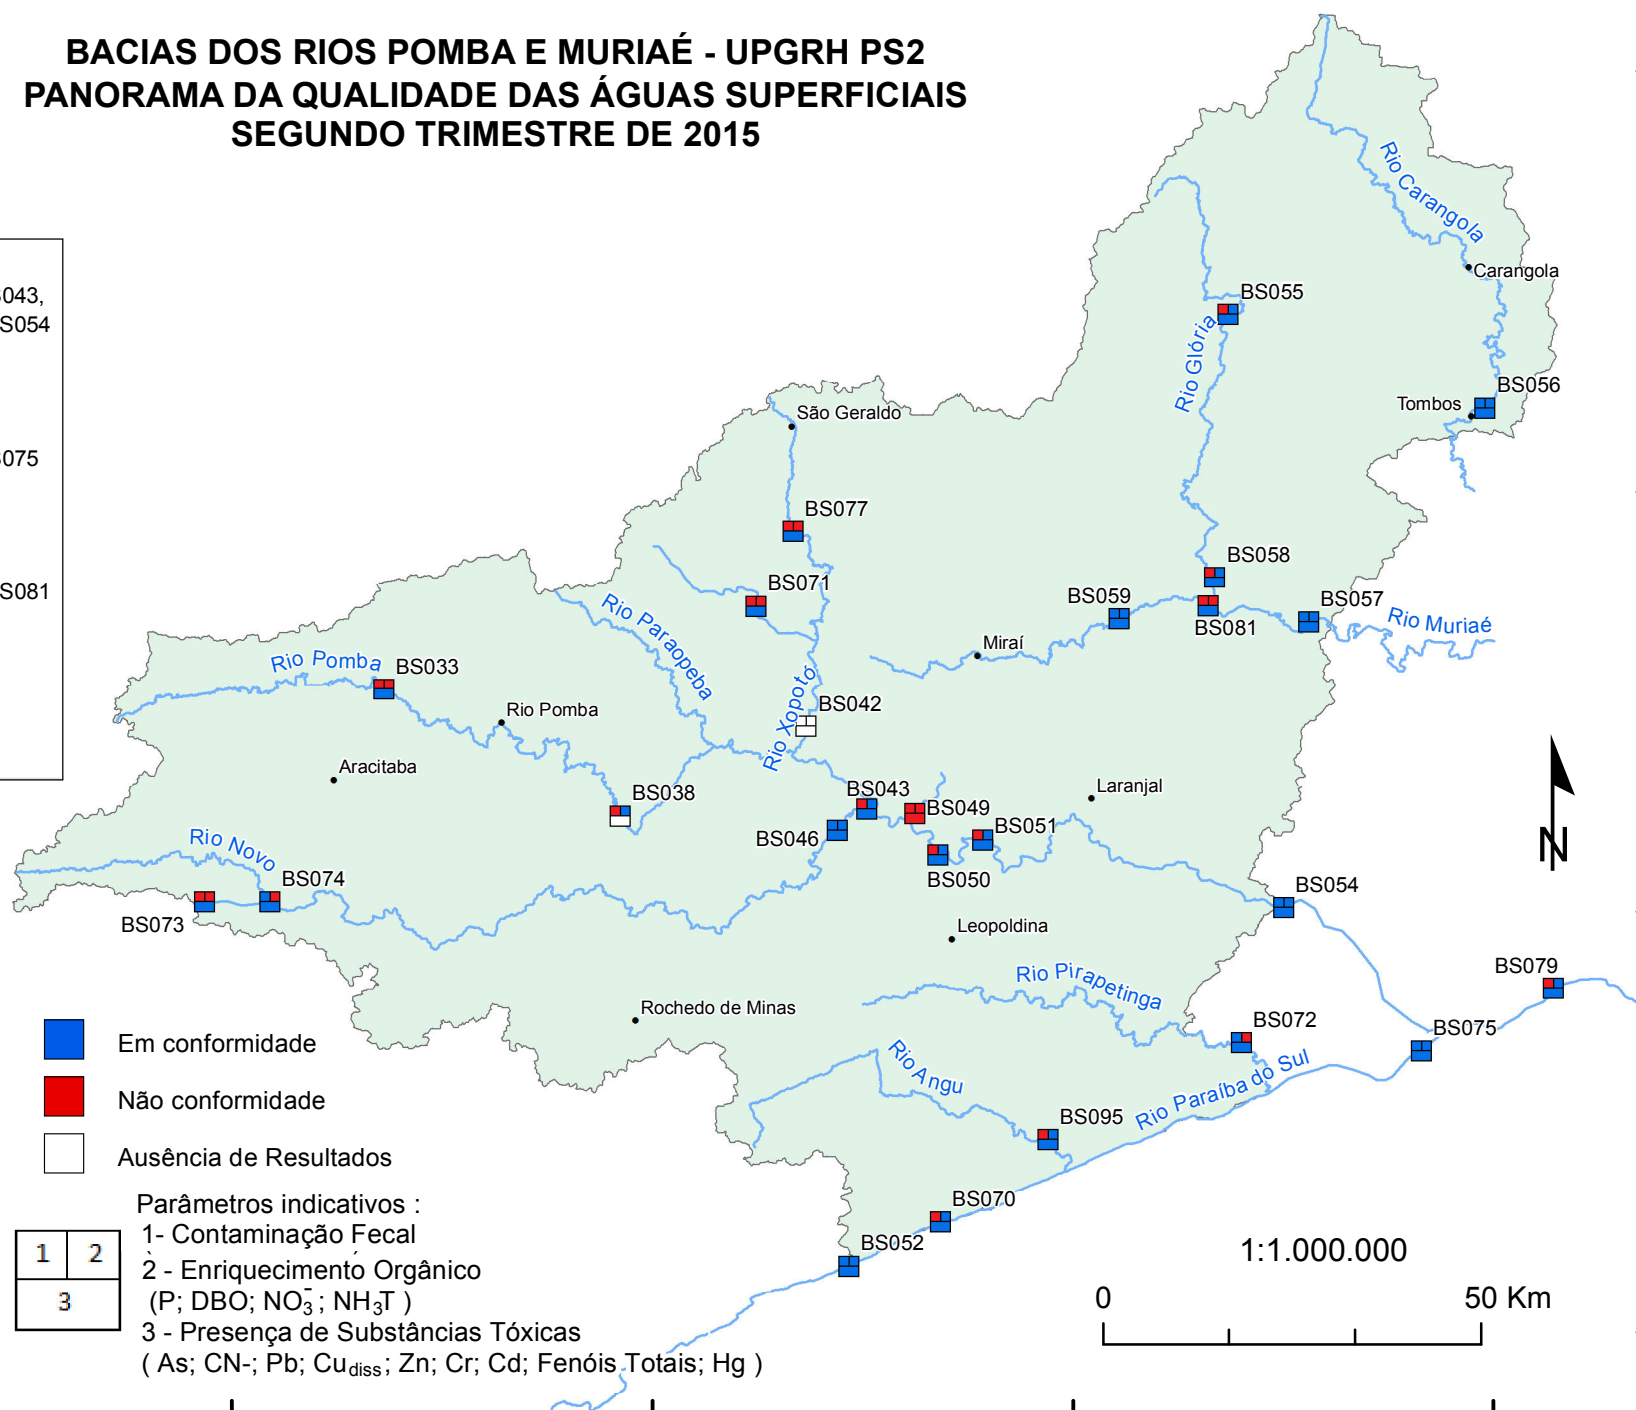 BACIAS DOS RIOS POMBA E MURIAÉ - UPGRH PS2
PANORAMA DA QUALIDADE DAS ÁGUAS SUPERFICIAIS
SEGUNDO TRIMESTRE DE 2015
Rio Carangola
Carangola
S043,
S054
BS055
Rio Glória
BS056
Tombos
São Geraldo
S075
BS077
BS058
BS071
BS059
S081
BS081
BS057
Rio Muriaé
Rio Paraopeba
Miraí
Rio Pomba
BS033
Rio Xopotó
BS042
Rio Pomba
Aracitaba
BS038
BS043
BS049
Laranjal
BS046
BS051
BS050
Rio Novo
BS074
BS073
BS054
Leopoldina
Rio Pirapetinga
BS079
Rochedo de Minas
BS072
BS075
Rio Angu
Rio Paraíba do Sul
BS095
BS070
BS052
N
Em conformidade
Não conformidade
Ausência de Resultados
Parâmetros indicativos :
1 2
3
1- Contaminação Fecal
2 - Enriquecimento Orgânico
(P; DBO; NO₃⁻; NH₃T )
3 - Presença de Substâncias Tóxicas
( As; CN-; Pb; Cu_diss; Zn; Cr; Cd; Fenóis Totais; Hg )
1:1.000.000
0 50 Km